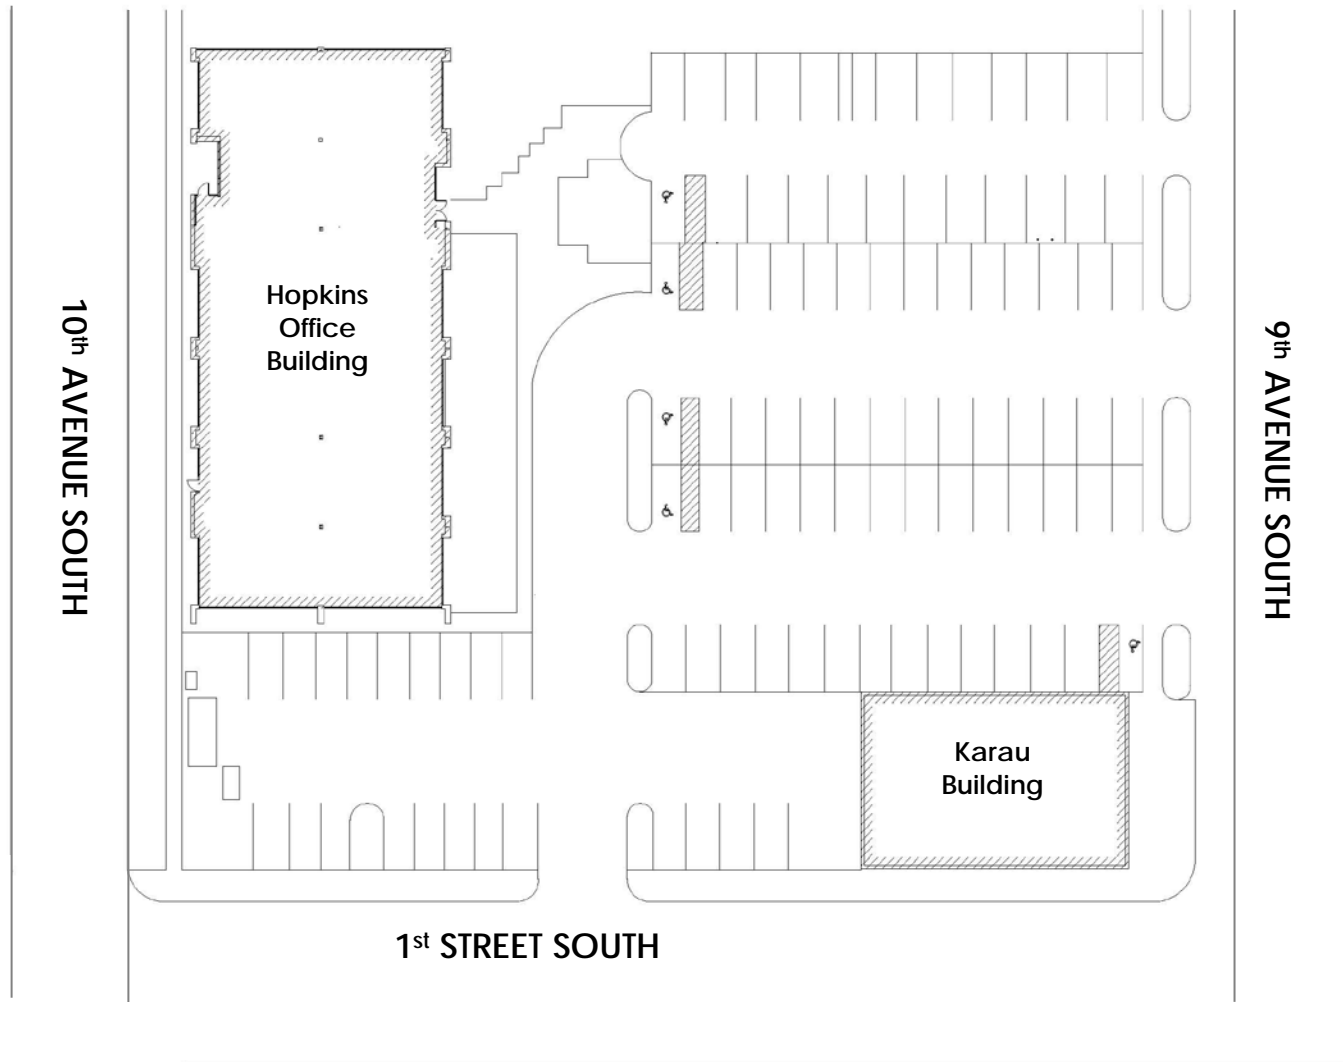 Hopkins
Office
Building
10th AVENUE SOUTH
9th AVENUE SOUTH
Karau
Building
1st STREET SOUTH